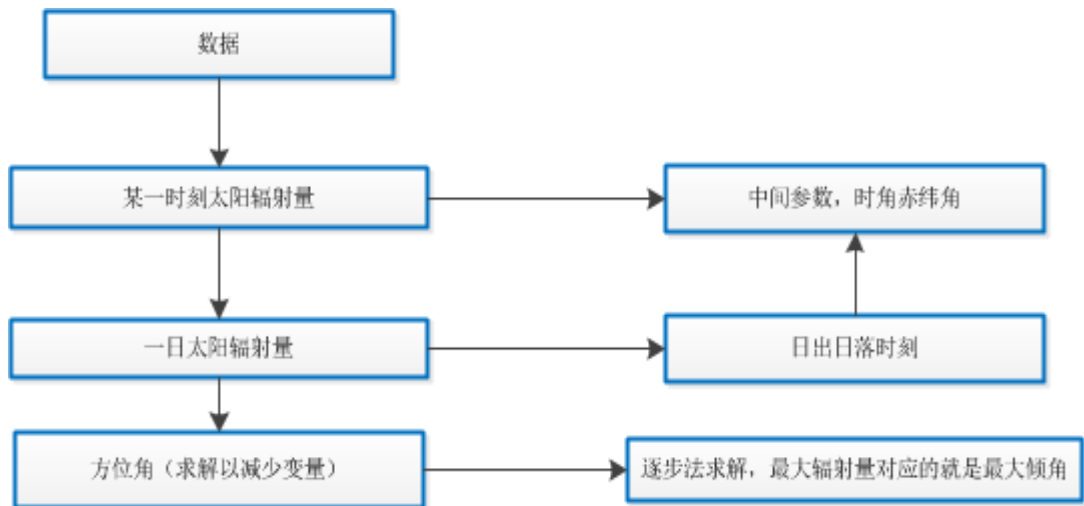 数据
某一时刻太阳辐射量
中间参数，时角赤纬角
一日太阳辐射量
日出日落时刻
方位角（求解以减少变量）
逐步法求解，最大辐射量对应的就是最大倾角